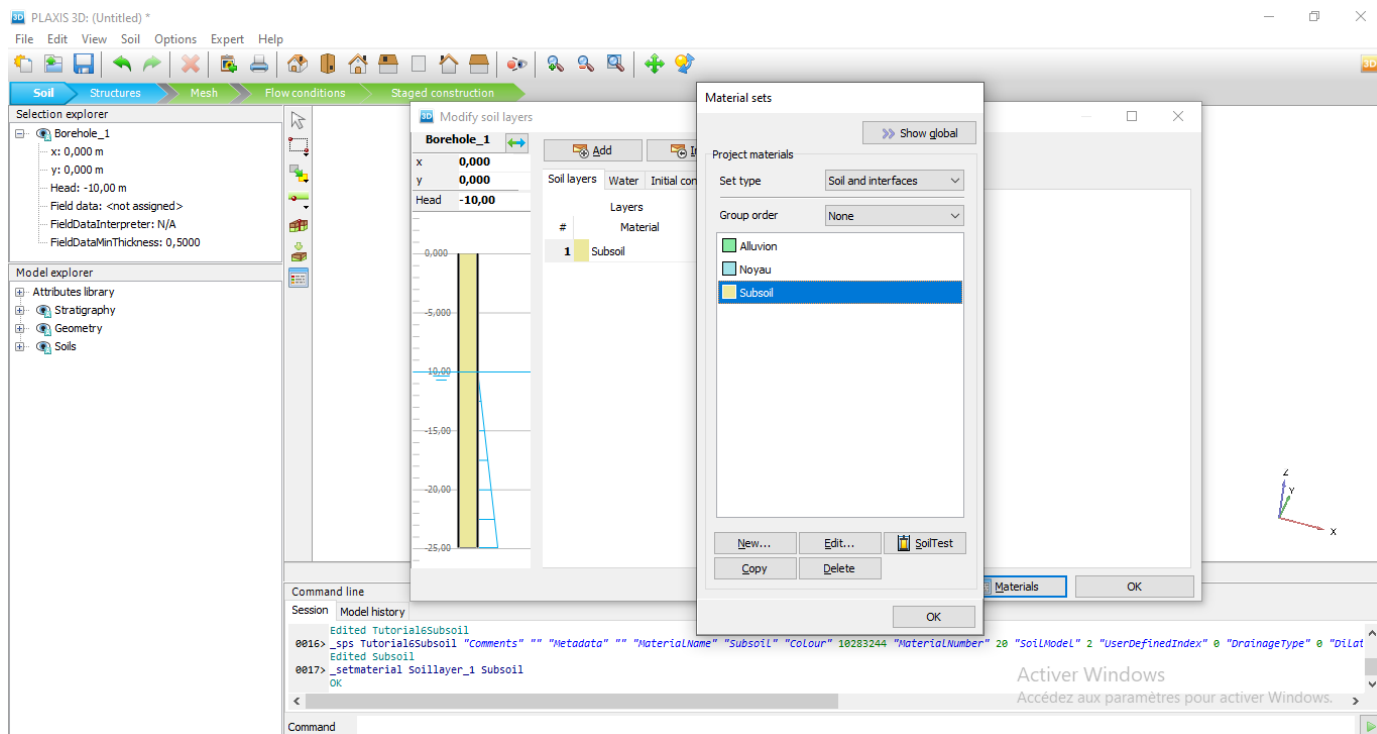 PLAXIS 3D: (Untitled) *
File Edit View Soil Options Expert Help
Soil Structures Mesh Flow conditions Staged construction
Selection explorer
Borehole_1
x: 0,000 m
y: 0,000 m
Head: -10,00 m
Field data: <not assigned>
FieldDataInterpreter: N/A
FieldDataMinThickness: 0,5000
Model explorer
Attributes library
Stratigraphy
Geometry
Soils
Modify soil layers
Borehole_1
x 0,000
y 0,000
Head -10,00
0,000
-5,000
-10,00
-15,00
-20,00
-25,00
Add
Soil layers Water Initial con
Layers
# Material
1 Subsoil
Materials OK
Material sets
Show global
Project materials
Set type Soil and interfaces
Group order None
Alluvion
Noyau
Subsoil
New... Edit... SoilTest
Copy Delete
OK
Z
Y
X
Command line
Session Model history
Edited Tutorial6Subsoil
0016> _sps Tutorial6Subsoil "Comments" "" "Metadata" "" "MaterialName" "Subsoil" "Colour" 10283244 "MaterialNumber" 20 "SoilModel" 2 "UserDefinedIndex" 0 "DrainageType" 0 "Dilat
Edited Subsoil
0017> _setmaterial Soillayer_1 Subsoil
OK
Command
Activer Windows
Accédez aux paramètres pour activer Windows.